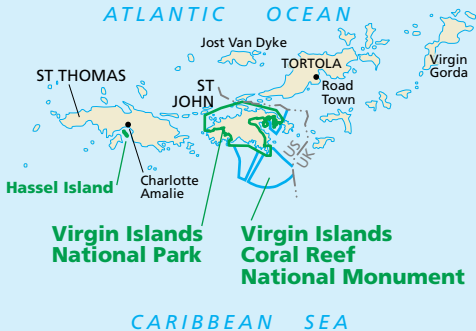 ATLANTIC OCEAN
Jost Van Dyke
TORTOLA
Virgin
Gorda
ST THOMAS
ST
JOHN
Road
Town
US
UK
Hassel Island
Charlotte
Amalie
Virgin Islands
National Park
Virgin Islands
Coral Reef
National Monument
CARIBBEAN SEA